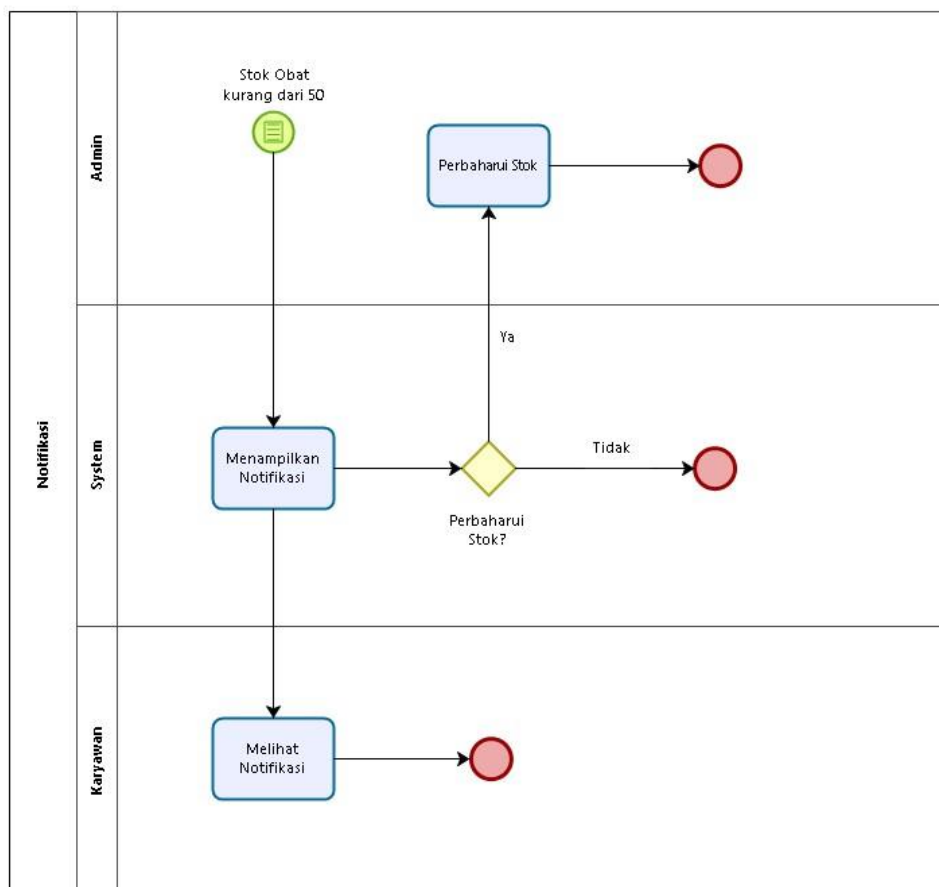 Notifikasi
Admin
Stok Obat
kurang dari 50
Perbaharui Stok
System
Ya
Menampilkan
Notifikasi
Tidak
Perbaharui
Stok?
Karyawan
Melihat
Notifikasi